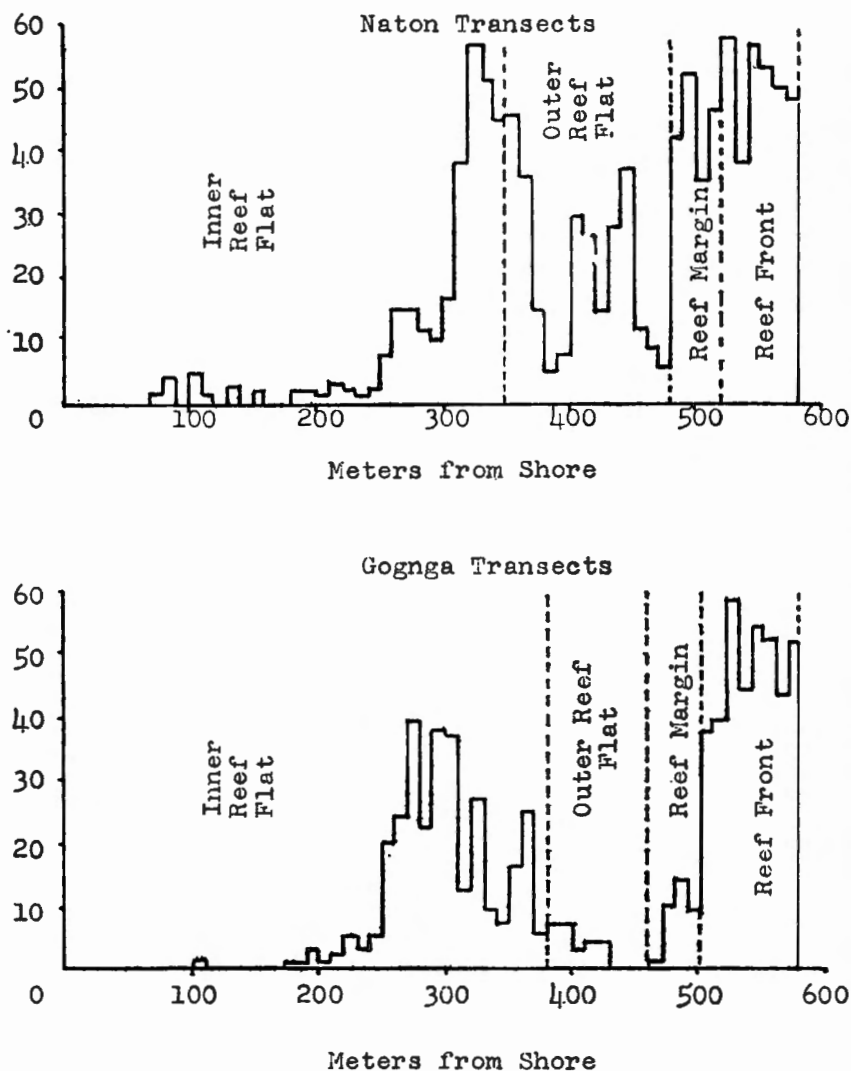 Naton Transects
60
50
40
30
20
10
0
Inner
Reef
Flat
Outer
Reef
Flat
Reef Margin
Reef Front
100
200
300
400
500
600
Meters from Shore
Gognga Transects
60
50
40
30
20
10
0
Inner
Reef
Flat
Outer Reef
Flat
Reef Margin
Reef Front
100
200
300
400
500
600
Meters from Shore